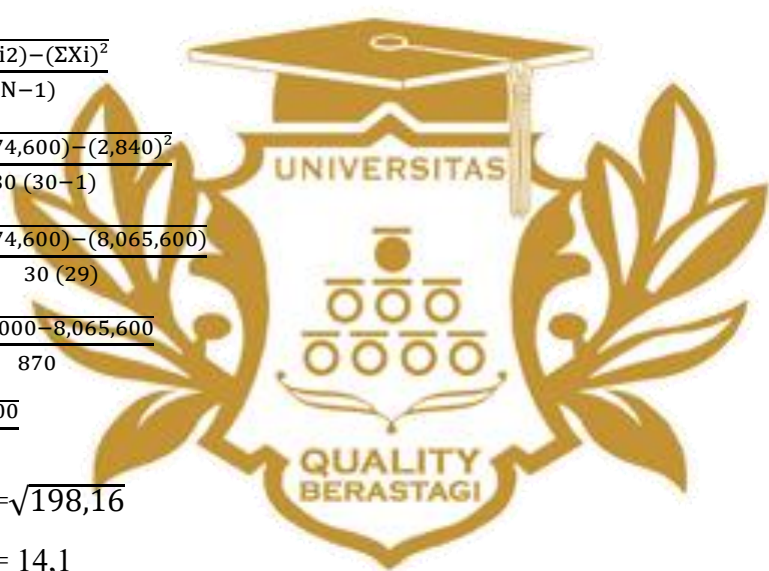 i2)−(ΣXi)²
N−1)
74,600)−(2,840)²
30 (30−1)
UNIVERSITAS
74,600)−(8,065,600)
30 (29)
000−8,065,600
870
00
QUALITY
BERASTAGI
=√198,16
= 14,1